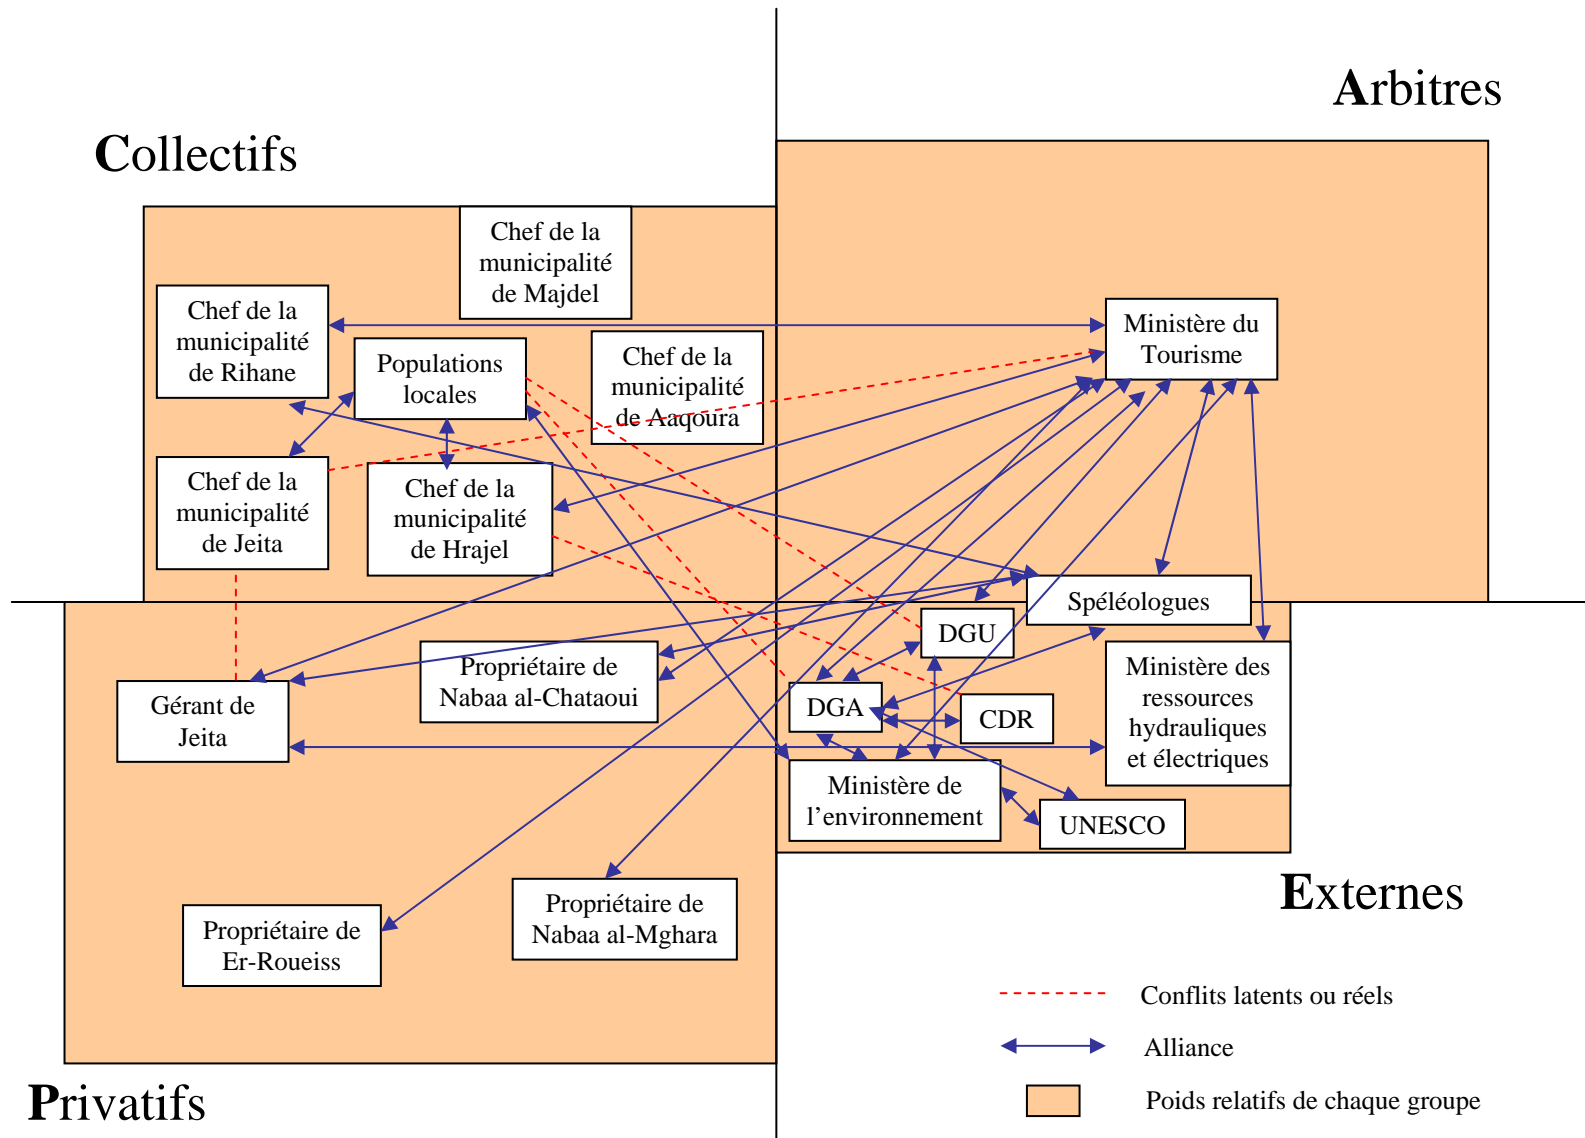 Arbitres
Collectifs
Chef de la
municipalité
de Majdel
Chef de la
municipalité
de Rihane
Populations
locales
Chef de la
municipalité
de Aaqoura
Ministère du
Tourisme
Chef de la
municipalité
de Jeita
Chef de la
municipalité
de Hrajel
Spéléologues
DGU
Propriétaire de
Nabaa al-Chataoui
Gérant de
Jeita
DGA
CDR
Ministère des
ressources
hydrauliques
et électriques
Ministère de
l’environnement
UNESCO
Externes
Propriétaire de
Er-Roueiss
Propriétaire de
Nabaa al-Mghara
Conflits latents ou réels
Alliance
Poids relatifs de chaque groupe
Privatifs